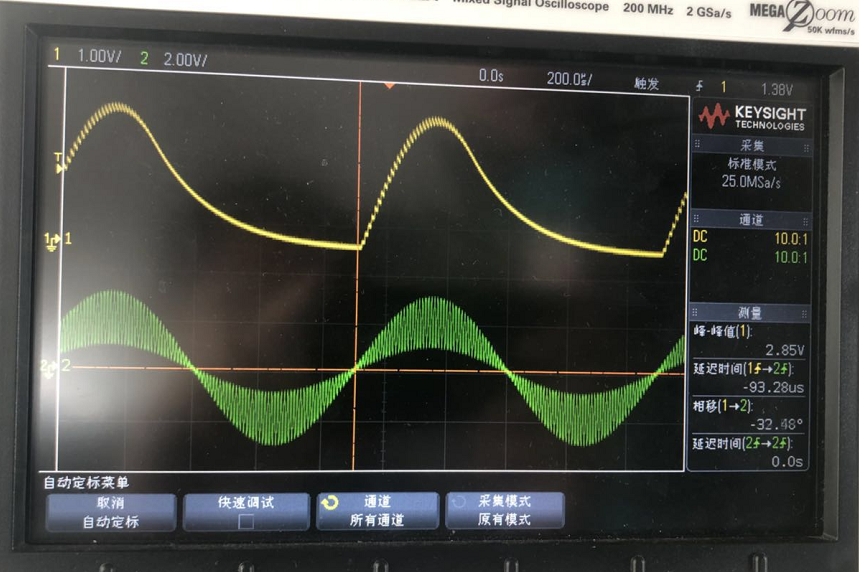 Mixed Signal Oscilloscope 200 MHz 2 GSa/s MEGA Zoom
50K wfms/s
1 1.00V/ 2 2.00V/ 0.0s 200.0㎲/ 触发 1 1.38V
KEYSIGHT
TECHNOLOGIES
采集
标准模式
25.0MSa/s
通道
DC 10.0:1
DC 10.0:1
测量
峰-峰值(1):
2.85V
延迟时间(1→2):
-93.28us
相移(1→2):
-32.48°
延迟时间(2→2):
0.0s
T
1
2
自动定标菜单
取消
自动定标
快速调试
通道
所有通道
采集模式
原有模式